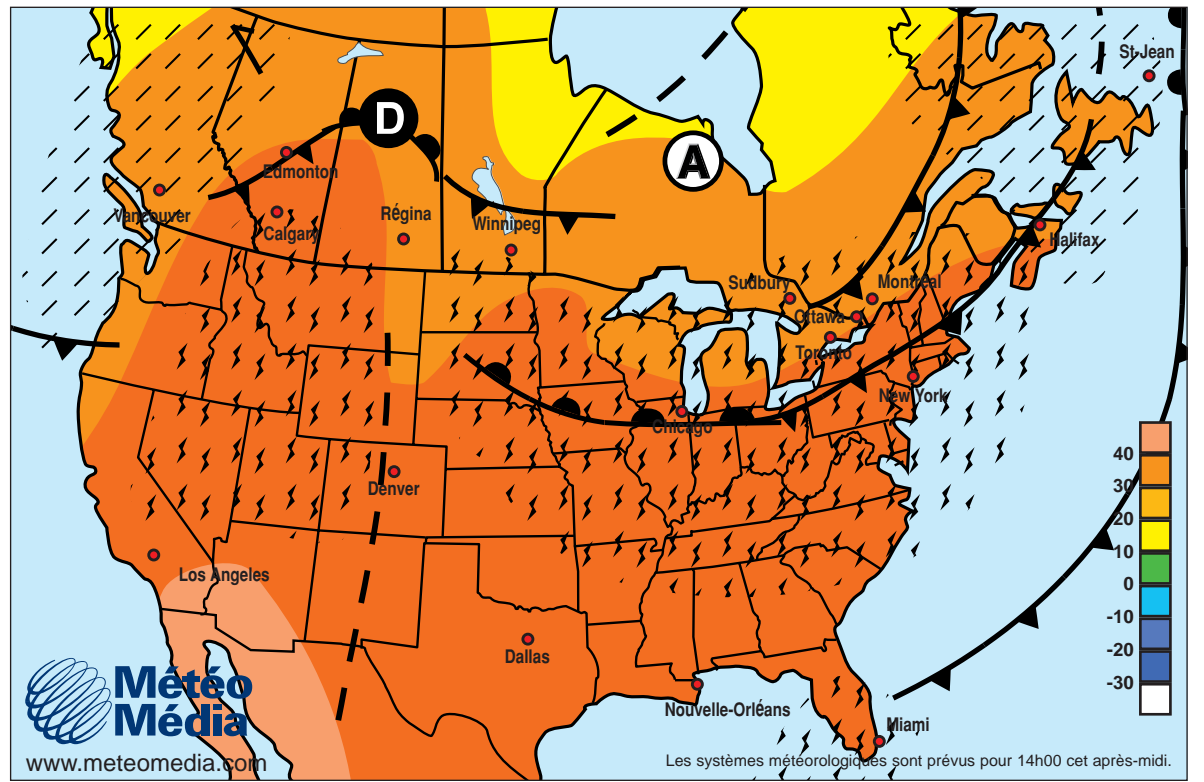 St-Jean
D
A
Edmonton
Vancouver
Calgary
Régina
Winnipeg
Halifax
Sudbury
Montréal
Ottawa
Toronto
New York
Chicago
Denver
40
30
20
10
0
-10
-20
-30
Los Angeles
Dallas
Nouvelle-Orléans
Miami
Météo
Média
www.meteomedia.com
Les systèmes météorologiques sont prévus pour 14h00 cet après-midi.